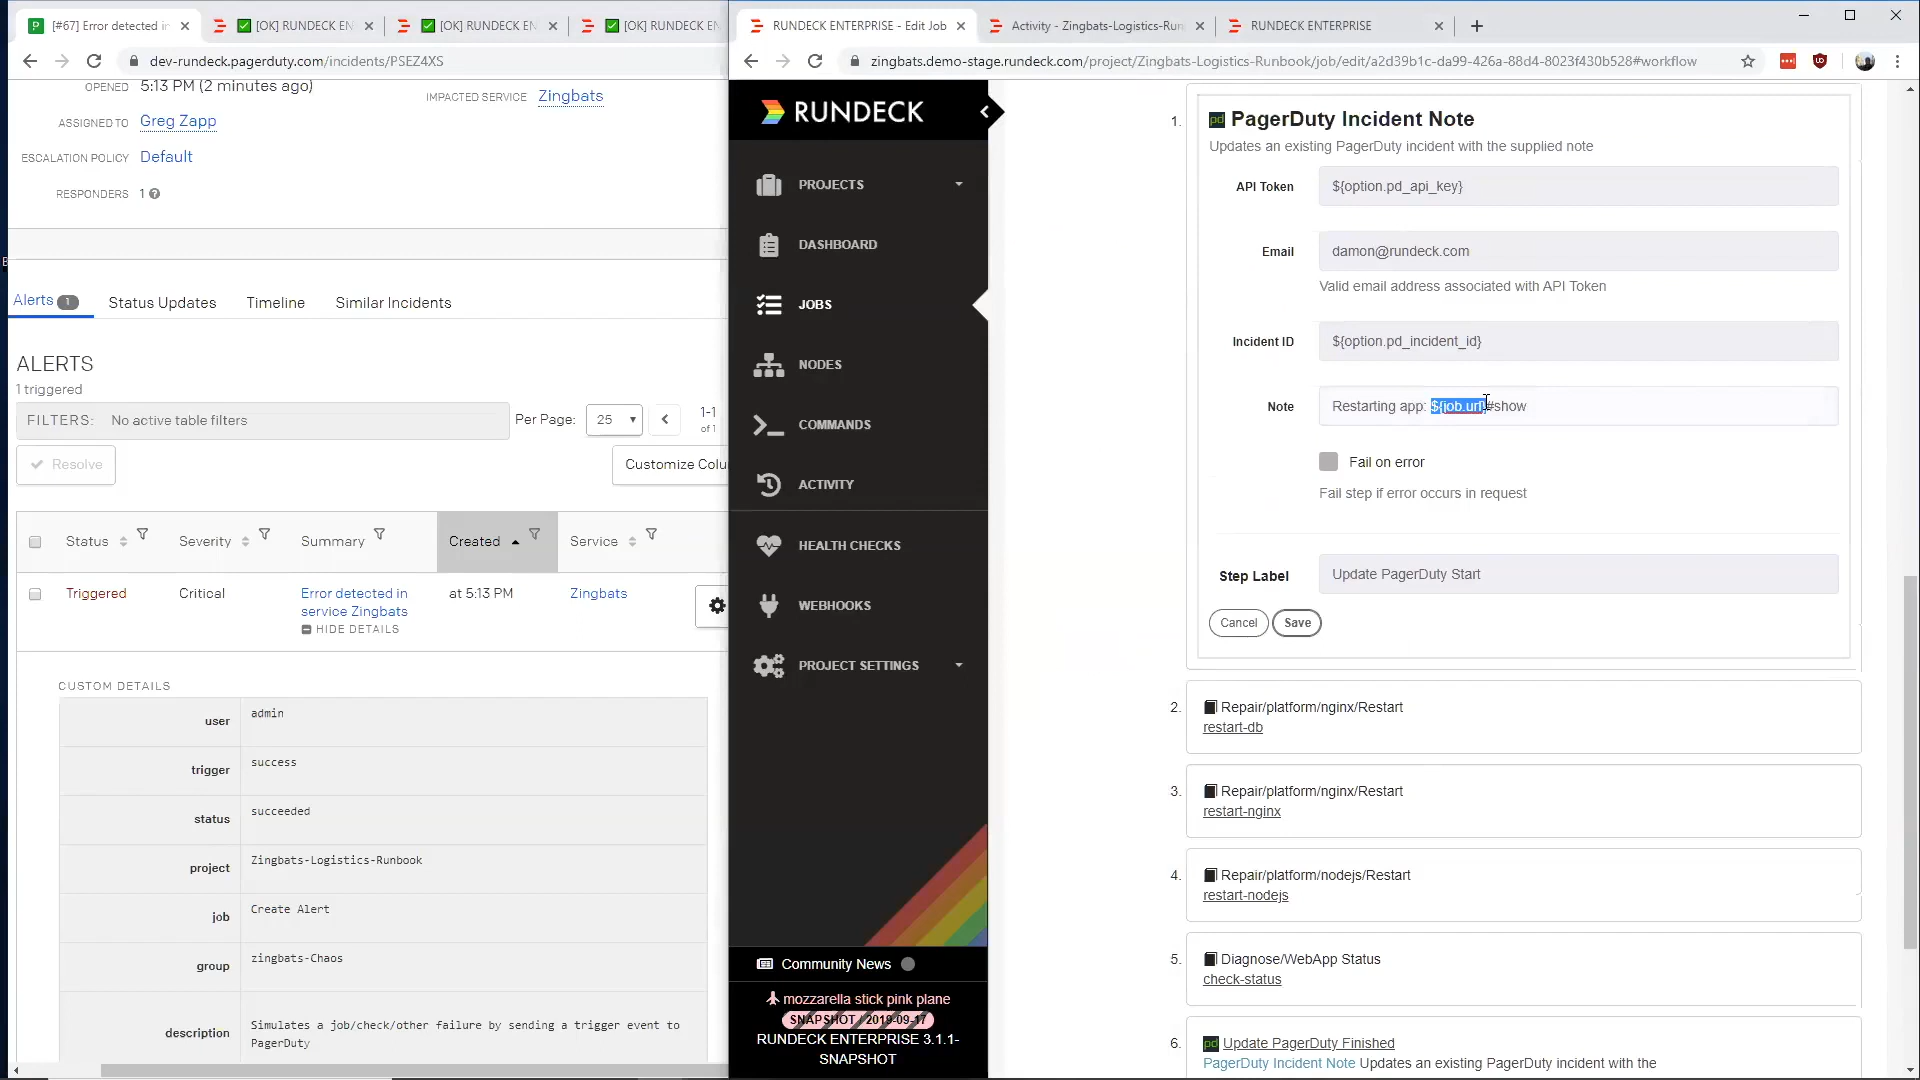 [#67] Error detected in
[OK] RUNDECK EN
[OK] RUNDECK EN
[OK] RUNDECK EN
RUNDECK ENTERPRISE - Edit Job
Activity - Zingbats-Logistics-Run
RUNDECK ENTERPRISE
dev-rundeck.pagerduty.com/incidents/PSEZ4XS
zingbats.demo-stage.rundeck.com/project/Zingbats-Logistics-Runbook/job/edit/a2d39b1c-da99-426a-88d4-8023f430b528#workflow
OPENED 5:13 PM (2 minutes ago)
IMPACTED SERVICE Zingbats
ASSIGNED TO Greg Zapp
ESCALATION POLICY Default
RESPONDERS 1
Alerts 1 Status Updates Timeline Similar Incidents
ALERTS
1 triggered
FILTERS: No active table filters
Per Page: 25
1-1
of 1
Resolve
Customize Colu
Status Severity Summary Created Service
Triggered Critical Error detected in
service Zingbats
at 5:13 PM Zingbats
HIDE DETAILS
CUSTOM DETAILS
user admin
trigger success
status succeeded
project Zingbats-Logistics-Runbook
job Create Alert
group zingbats-Chaos
description Simulates a job/check/other failure by sending a trigger event to
PagerDuty
RUNDECK
PROJECTS
DASHBOARD
JOBS
NODES
COMMANDS
ACTIVITY
HEALTH CHECKS
WEBHOOKS
PROJECT SETTINGS
Community News
mozzarella stick pink plane
SNAPSHOT / 2019-09-17
RUNDECK ENTERPRISE 3.1.1-
SNAPSHOT
1. pd PagerDuty Incident Note
Updates an existing PagerDuty incident with the supplied note
API Token ${option.pd_api_key}
Email damon@rundeck.com
Valid email address associated with API Token
Incident ID ${option.pd_incident_id}
Note Restarting app: ${job.url}#show
Fail on error
Fail step if error occurs in request
Step Label Update PagerDuty Start
Cancel Save
2. Repair/platform/nginx/Restart
restart-db
3. Repair/platform/nginx/Restart
restart-nginx
4. Repair/platform/nodejs/Restart
restart-nodejs
5. Diagnose/WebApp Status
check-status
6. pd Update PagerDuty Finished
PagerDuty Incident Note Updates an existing PagerDuty incident with the